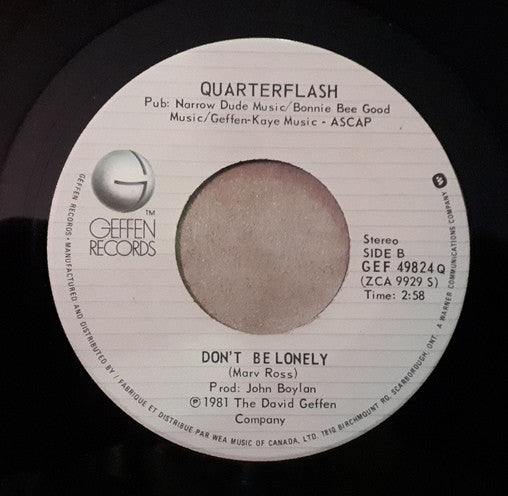 QUARTERFLASH
Pub: Narrow Dude Music/Bonnie Bee Good
Music/Geffen-Kaye Music - ASCAP
G
TM
GEFFEN
RECORDS
Stereo
SIDE B
GEF 49824 Q
(ZCA 9929 S)
Time: 2:58
DON'T BE LONELY
(Marv Ross)
Prod: John Boylan
℗ 1981 The David Geffen
Company
GEFFEN RECORDS • MANUFACTURED AND DISTRIBUTED BY / FABRIQUE ET DISTRIBUE PAR WEA MUSIC OF CANADA, LTD. 1810 BIRCHMOUNT RD, SCARBOROUGH, ONT. A WARNER COMMUNICATIONS COMPANY